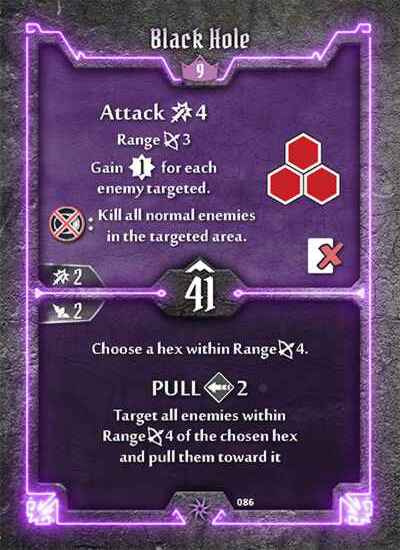 Black Hole
9
Attack 4
Range 3
Gain 1 for each
enemy targeted.
: Kill all normal enemies
in the targeted area.
2
41
2
Choose a hex within Range 4.
PULL 2
Target all enemies within
Range 4 of the chosen hex
and pull them toward it
086